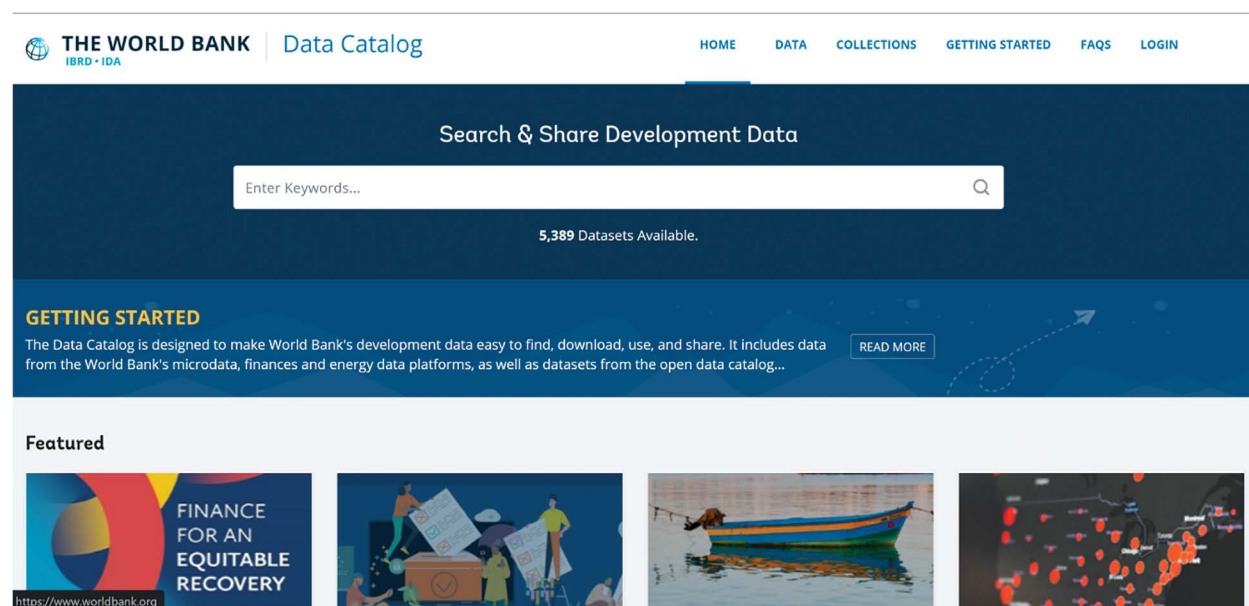 THE WORLD BANK
IBRD • IDA
Data Catalog
HOME DATA COLLECTIONS GETTING STARTED FAQS LOGIN
Search & Share Development Data
Enter Keywords...
5,389 Datasets Available.
GETTING STARTED
The Data Catalog is designed to make World Bank's development data easy to find, download, use, and share. It includes data
from the World Bank's microdata, finances and energy data platforms, as well as datasets from the open data catalog...
READ MORE
Featured
FINANCE
FOR AN
EQUITABLE
RECOVERY
https://www.worldbank.org
Montreal
Toronto
Chicago